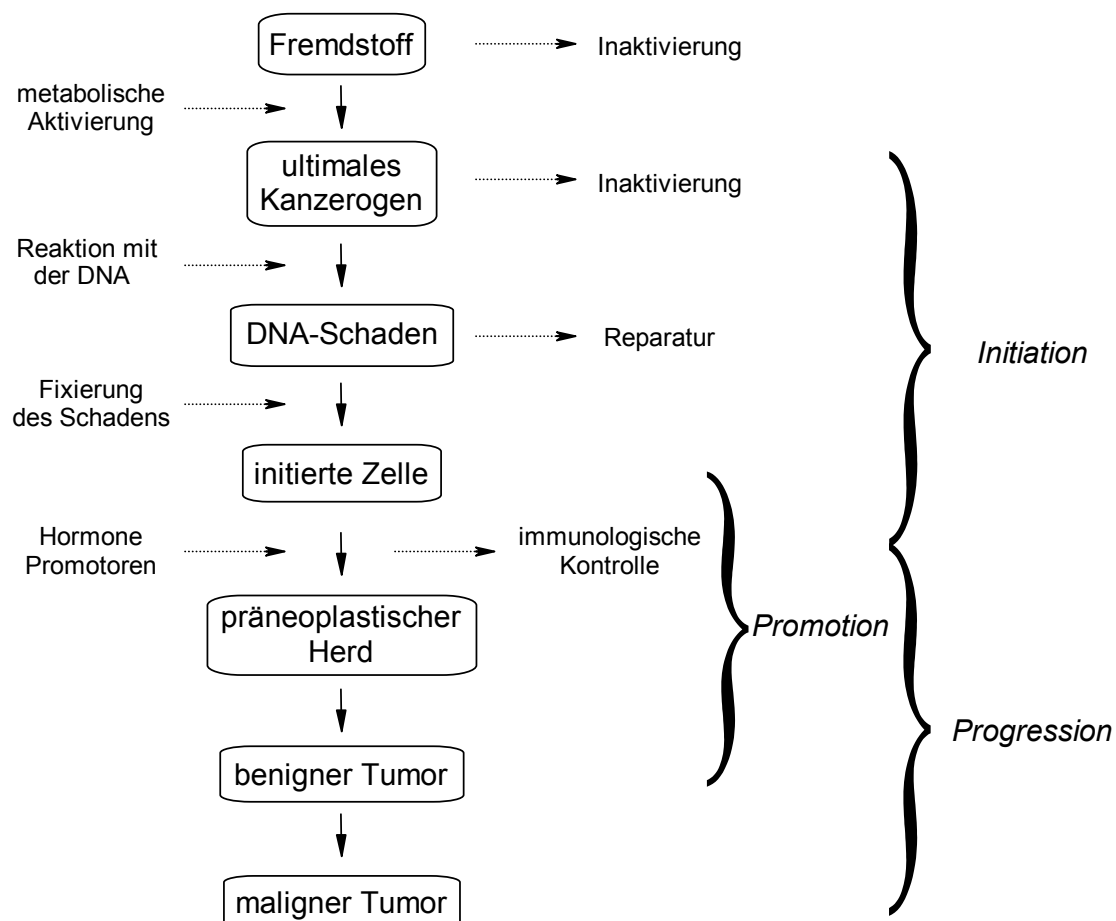 Fremdstoff
Inaktivierung
metabolische
Aktivierung
ultimales
Kanzerogen
Inaktivierung
Reaktion mit
der DNA
DNA-Schaden
Reparatur
Initiation
Fixierung
des Schadens
initierte Zelle
Hormone
Promotoren
immunologische
Kontrolle
präneoplastischer
Herd
Promotion
Progression
benigner Tumor
maligner Tumor